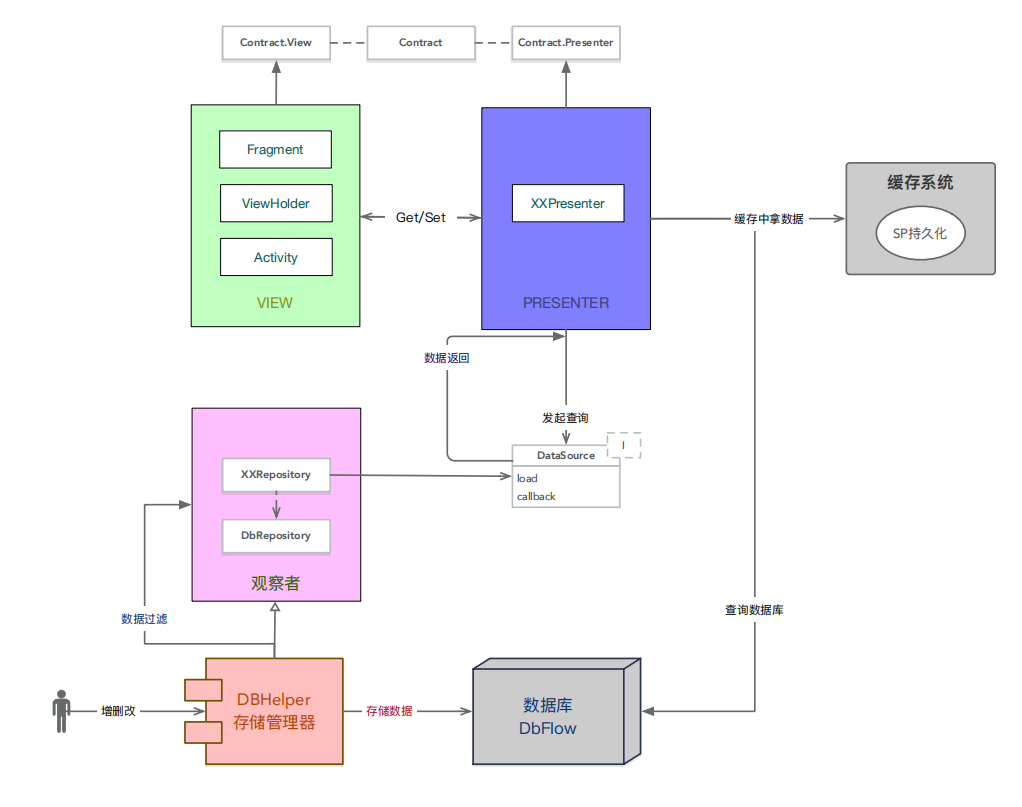 Contract.View
Contract
Contract.Presenter
Fragment
ViewHolder
Activity
VIEW
Get/Set
XXPresenter
PRESENTER
缓存中拿数据
缓存系统
SP持久化
数据返回
发起查询
I
DataSource
load
callback
XXRepository
DbRepository
观察者
数据过滤
查询数据库
增删改
DBHelper
存储管理器
存储数据
数据库
DbFlow